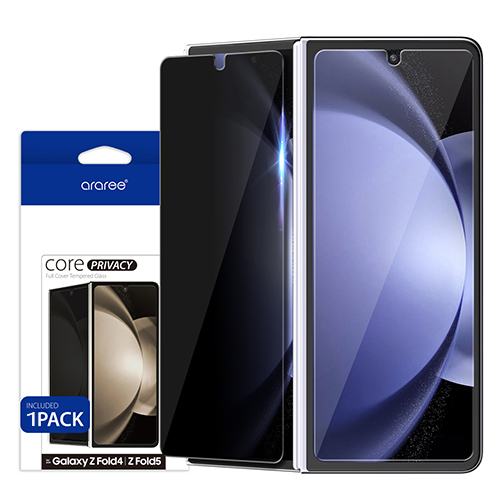 araree
core PRIVACY
Full Cover Tempered Glass
INCLUDED
1PACK
Galaxy Z Fold4 | Z Fold5